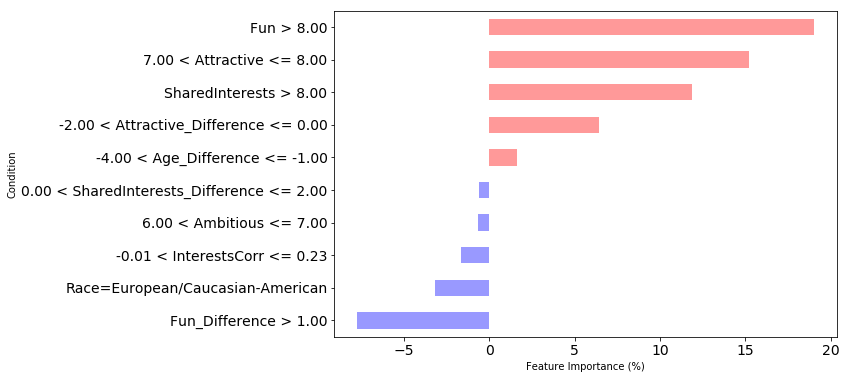 Fun > 8.00
7.00 < Attractive <= 8.00
SharedInterests > 8.00
-2.00 < Attractive_Difference <= 0.00
-4.00 < Age_Difference <= -1.00
0.00 < SharedInterests_Difference <= 2.00
6.00 < Ambitious <= 7.00
-0.01 < InterestsCorr <= 0.23
Race=European/Caucasian-American
Fun_Difference > 1.00
Condition
−5 0 5 10 15 20
Feature Importance (%)